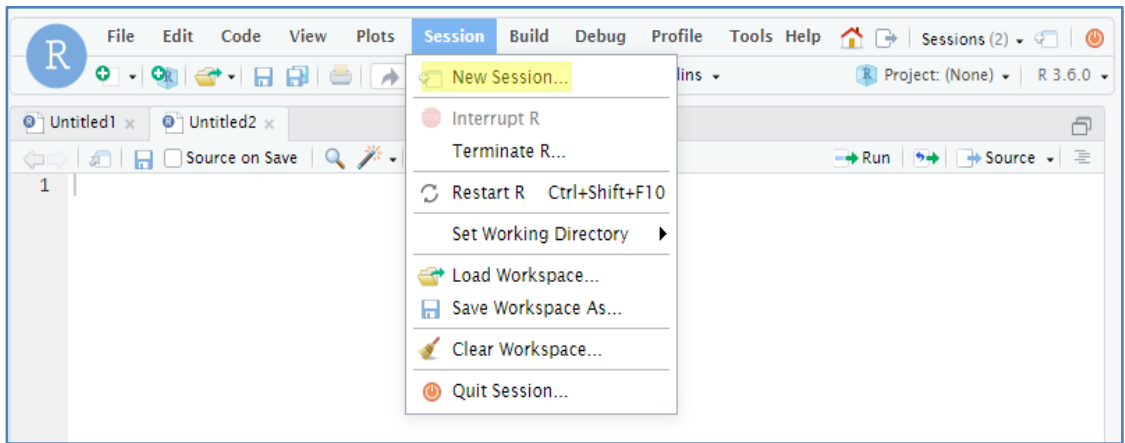 R File Edit Code View Plots Session Build Debug Profile Tools Help Sessions (2)
New Session... Project: (None) R 3.6.0
Untitled1 Untitled2 Interrupt R
Source on Save Terminate R... Run Source
1
Restart R Ctrl+Shift+F10
Set Working Directory
Load Workspace...
Save Workspace As...
Clear Workspace...
Quit Session...